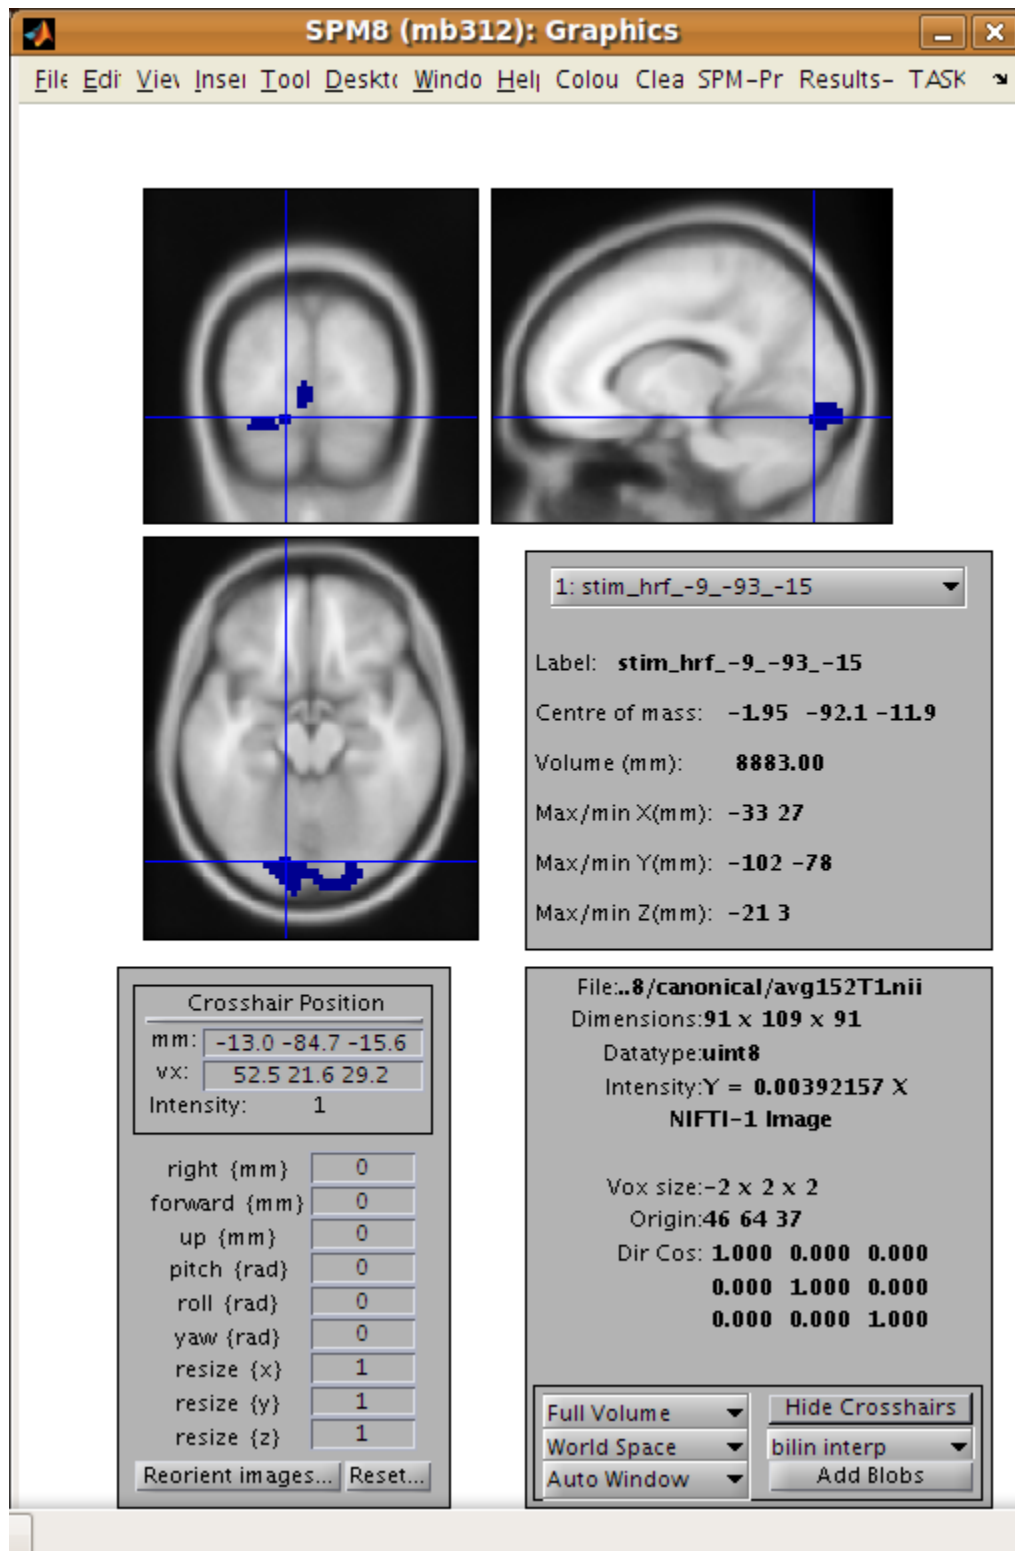 SPM8 (mb312): Graphics
File Edit View Inser Tool Deskto Windo Help Colou Clea SPM-Pr Results- TASK
1: stim_hrf_-9_-93_-15
Label: stim_hrf_-9_-93_-15
Centre of mass: -1.95 -92.1 -11.9
Volume (mm): 8883.00
Max/min X(mm): -33 27
Max/min Y(mm): -102 -78
Max/min Z(mm): -21 3
Crosshair Position
mm: -13.0 -84.7 -15.6
vx: 52.5 21.6 29.2
Intensity: 1
right {mm} 0
forward {mm} 0
up {mm} 0
pitch {rad} 0
roll {rad} 0
yaw {rad} 0
resize {x} 1
resize {y} 1
resize {z} 1
Reorient images... Reset...
File:..8/canonical/avg152T1.nii
Dimensions:91 x 109 x 91
Datatype:uint8
Intensity:Y = 0.00392157 X
NIFTI-1 Image
Vox size:-2 x 2 x 2
Origin:46 64 37
Dir Cos: 1.000 0.000 0.000
0.000 1.000 0.000
0.000 0.000 1.000
Full Volume Hide Crosshairs
World Space bilin interp
Auto Window Add Blobs